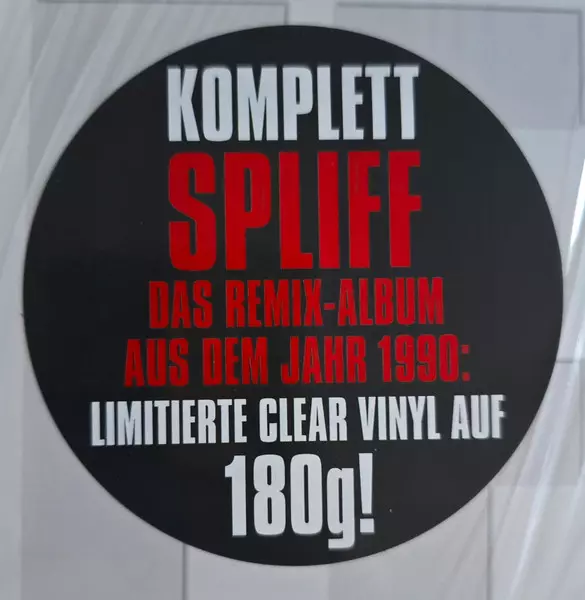 KOMPLETT
SPLIFF
DAS REMIX-ALBUM
AUS DEM JAHR 1990:
LIMITIERTE CLEAR VINYL AUF
180g!